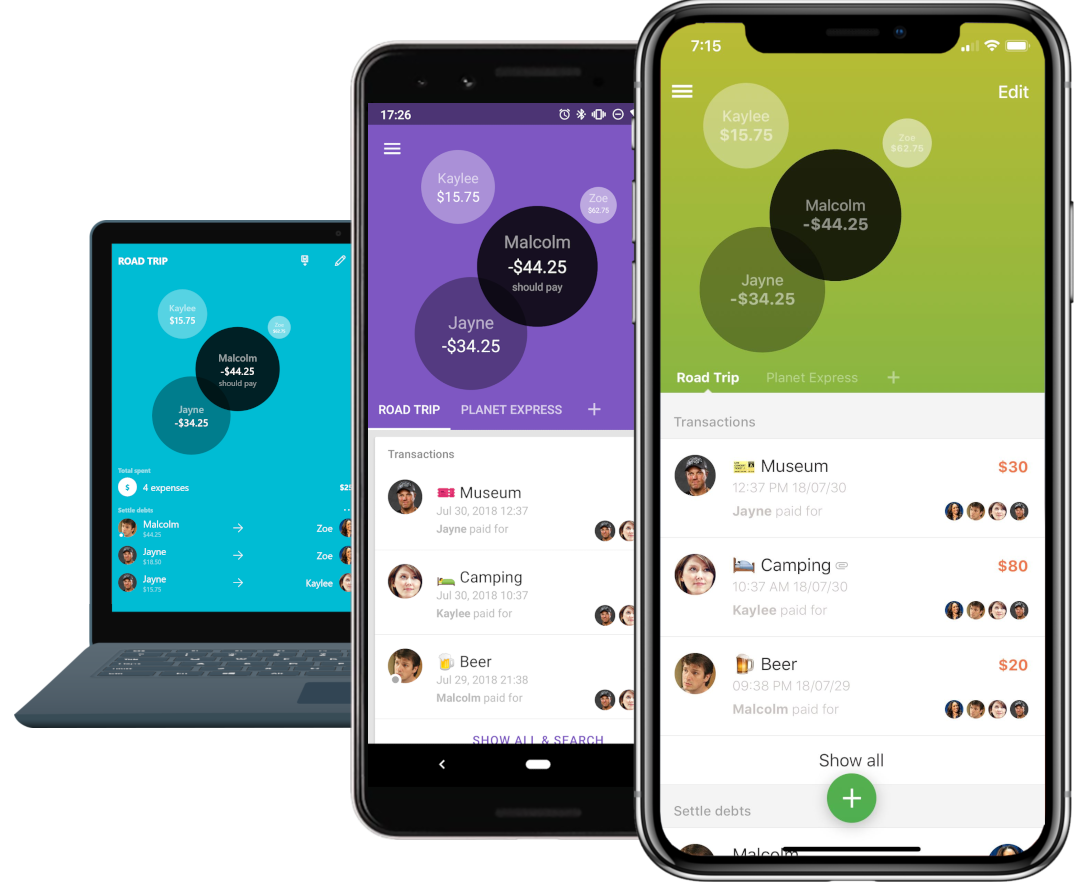 ROAD TRIP
Kaylee
$15.75
Zoe
$62.75
Malcolm
-$44.25
should pay
Jayne
-$34.25
Total spent
$ 4 expenses
Settle debts
Malcolm
$44.25
Zoe
Jayne
$18.50
Zoe
Jayne
$15.75
Kaylee
17:26
Kaylee
$15.75
Zoe
$62.75
Malcolm
-$44.25
should pay
Jayne
-$34.25
ROAD TRIP PLANET EXPRESS +
Transactions
Museum
Jul 30, 2018 12:37
Jayne paid for
Camping
Jul 30, 2018 10:37
Kaylee paid for
Beer
Jul 29, 2018 21:38
Malcolm paid for
SHOW ALL & SEARCH
7:15
Edit
Kaylee
$15.75
Zoe
$62.75
Malcolm
-$44.25
Jayne
-$34.25
Road Trip Planet Express +
Transactions
Museum $30
12:37 PM 18/07/30
Jayne paid for
Camping $80
10:37 AM 18/07/30
Kaylee paid for
Beer $20
09:38 PM 18/07/29
Malcolm paid for
Show all
+
Settle debts
Malcolm